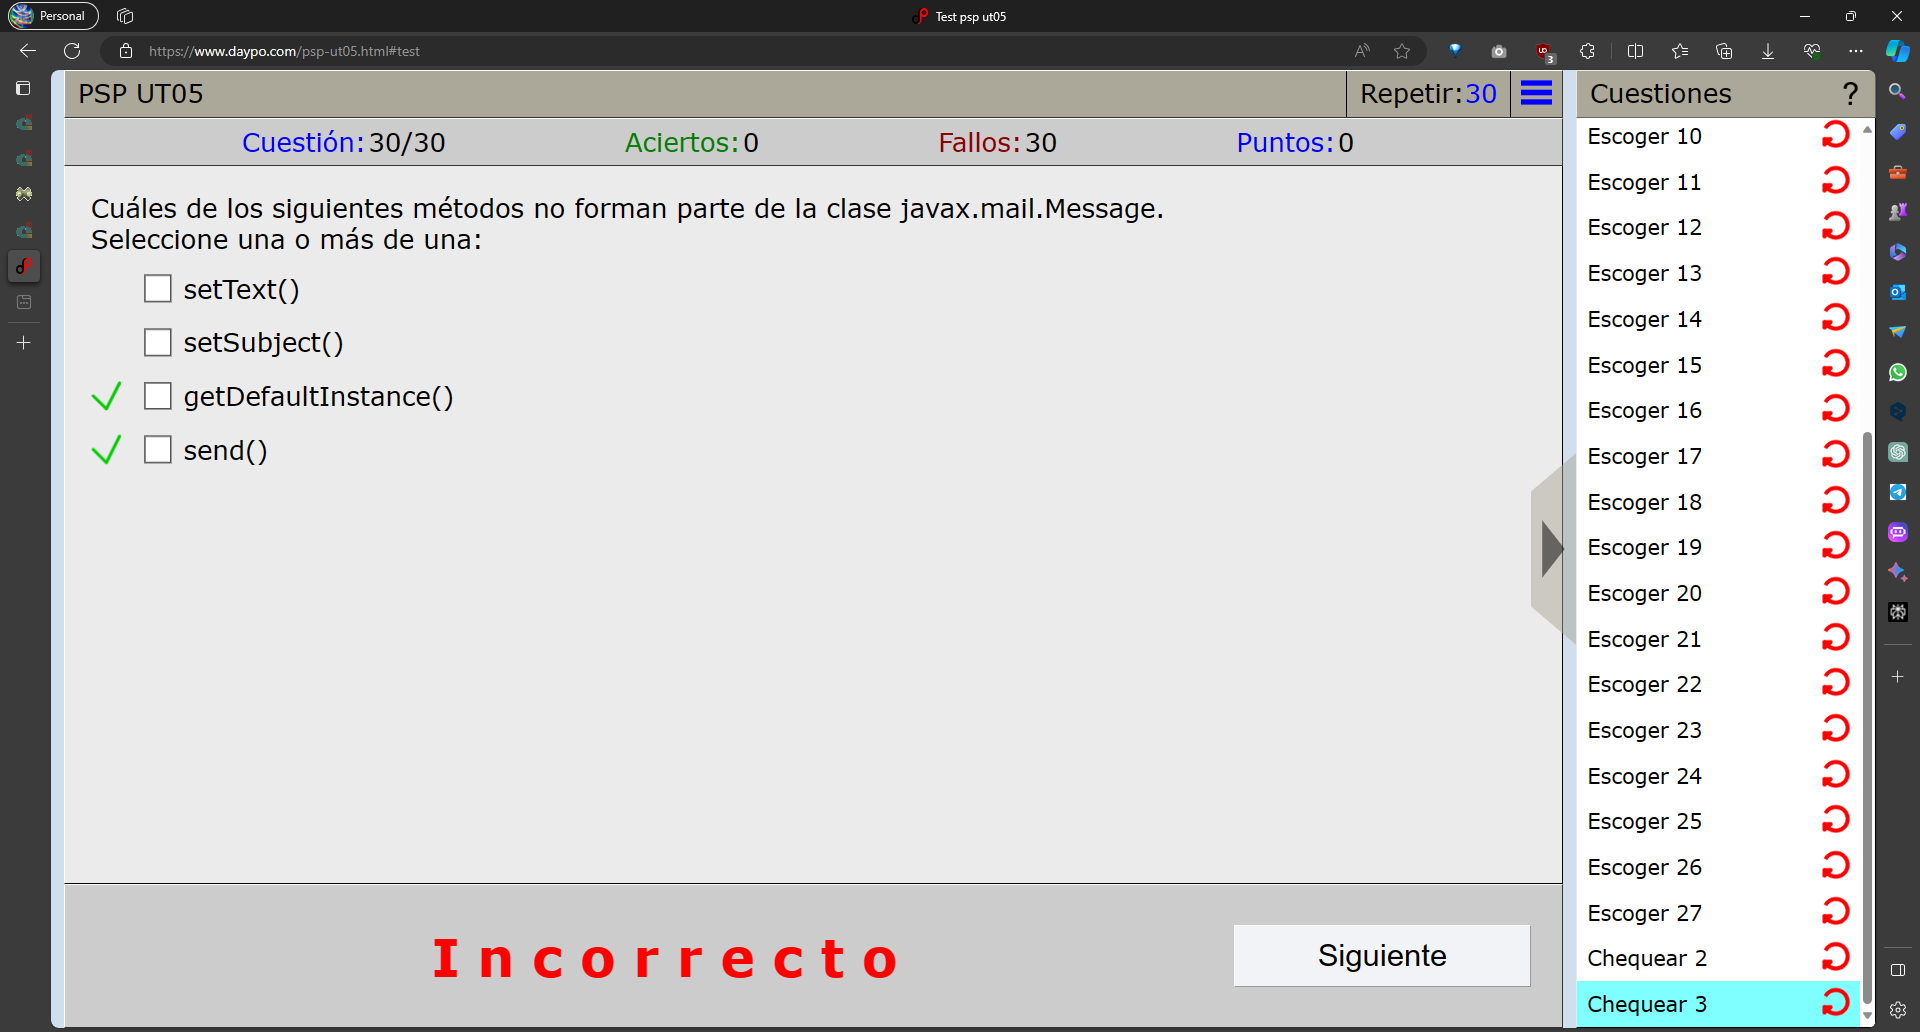 Personal
Test psp ut05
https://www.daypo.com/psp-ut05.html#test
3
PSP UT05
Repetir:30
Cuestión:30/30
Aciertos:0
Fallos:30
Puntos:0
Cuáles de los siguientes métodos no forman parte de la clase javax.mail.Message.
Seleccione una o más de una:
setText()
setSubject()
getDefaultInstance()
send()
Incorrecto
Siguiente
Cuestiones
?
Escoger 10
Escoger 11
Escoger 12
Escoger 13
Escoger 14
Escoger 15
Escoger 16
Escoger 17
Escoger 18
Escoger 19
Escoger 20
Escoger 21
Escoger 22
Escoger 23
Escoger 24
Escoger 25
Escoger 26
Escoger 27
Chequear 2
Chequear 3